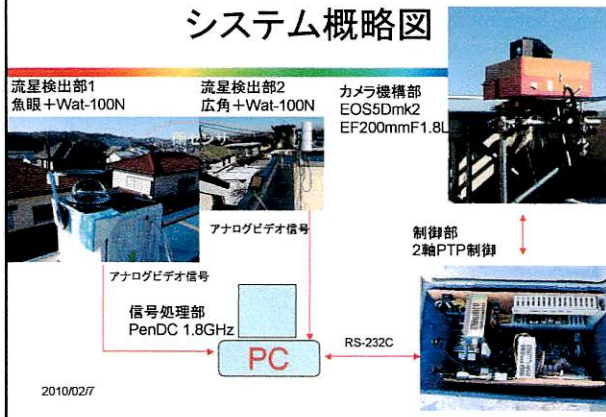 システム概略図
流星検出部1
魚眼+Wat-100N
流星検出部2
広角+Wat-100N
カメラ機構部
EOS5Dmk2
EF200mmF1.8L
アナログビデオ信号
アナログビデオ信号
制御部
2軸PTP制御
信号処理部
PenDC 1.8GHz
PC
RS-232C
2010/02/7